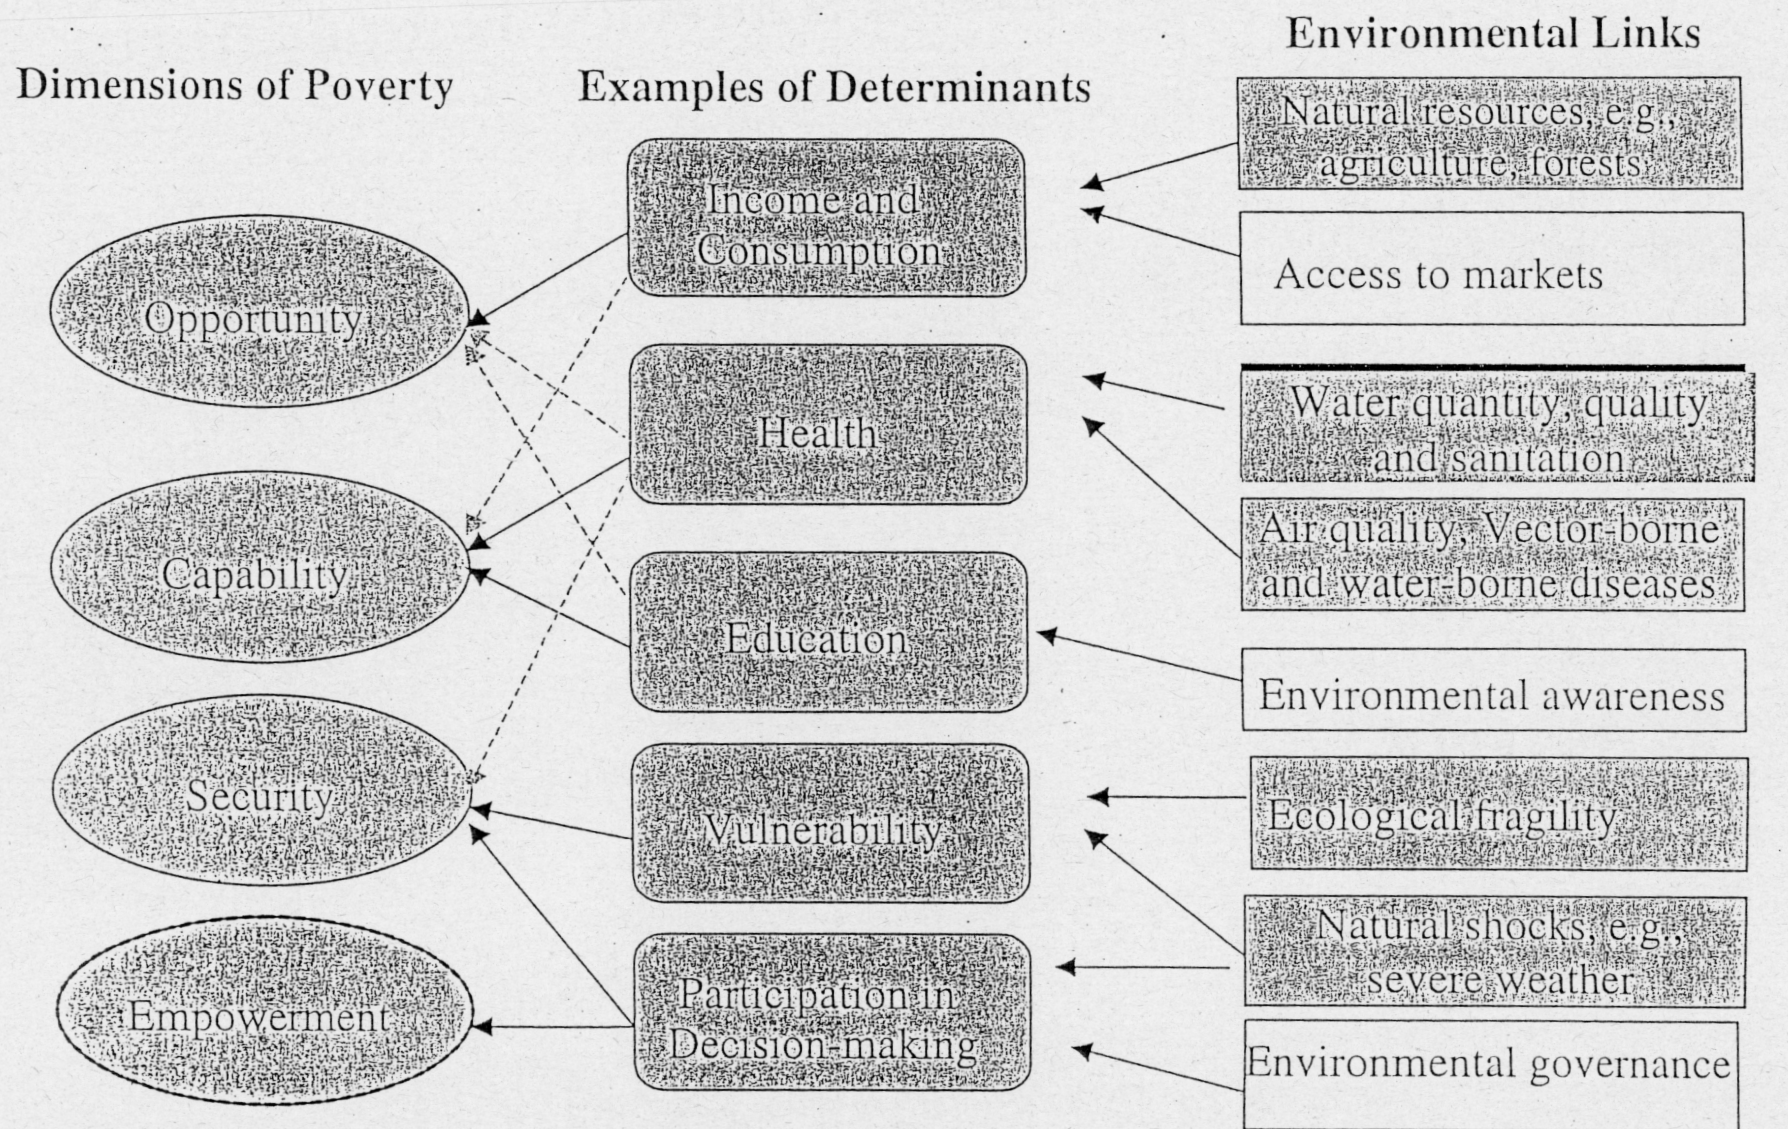 Environmental Links
Dimensions of Poverty
Examples of Determinants
Opportunity
Capability
Security
Empowerment
Income and
Consumption
Health
Education
Vulnerability
Participation in
Decision-making
Natural resources, e.g.,
agriculture, forests
Access to markets
Water quantity, quality
and sanitation
Air quality, Vector-borne
and water-borne diseases
Environmental awareness
Ecological fragility
Natural shocks, e.g.,
severe weather
Environmental governance